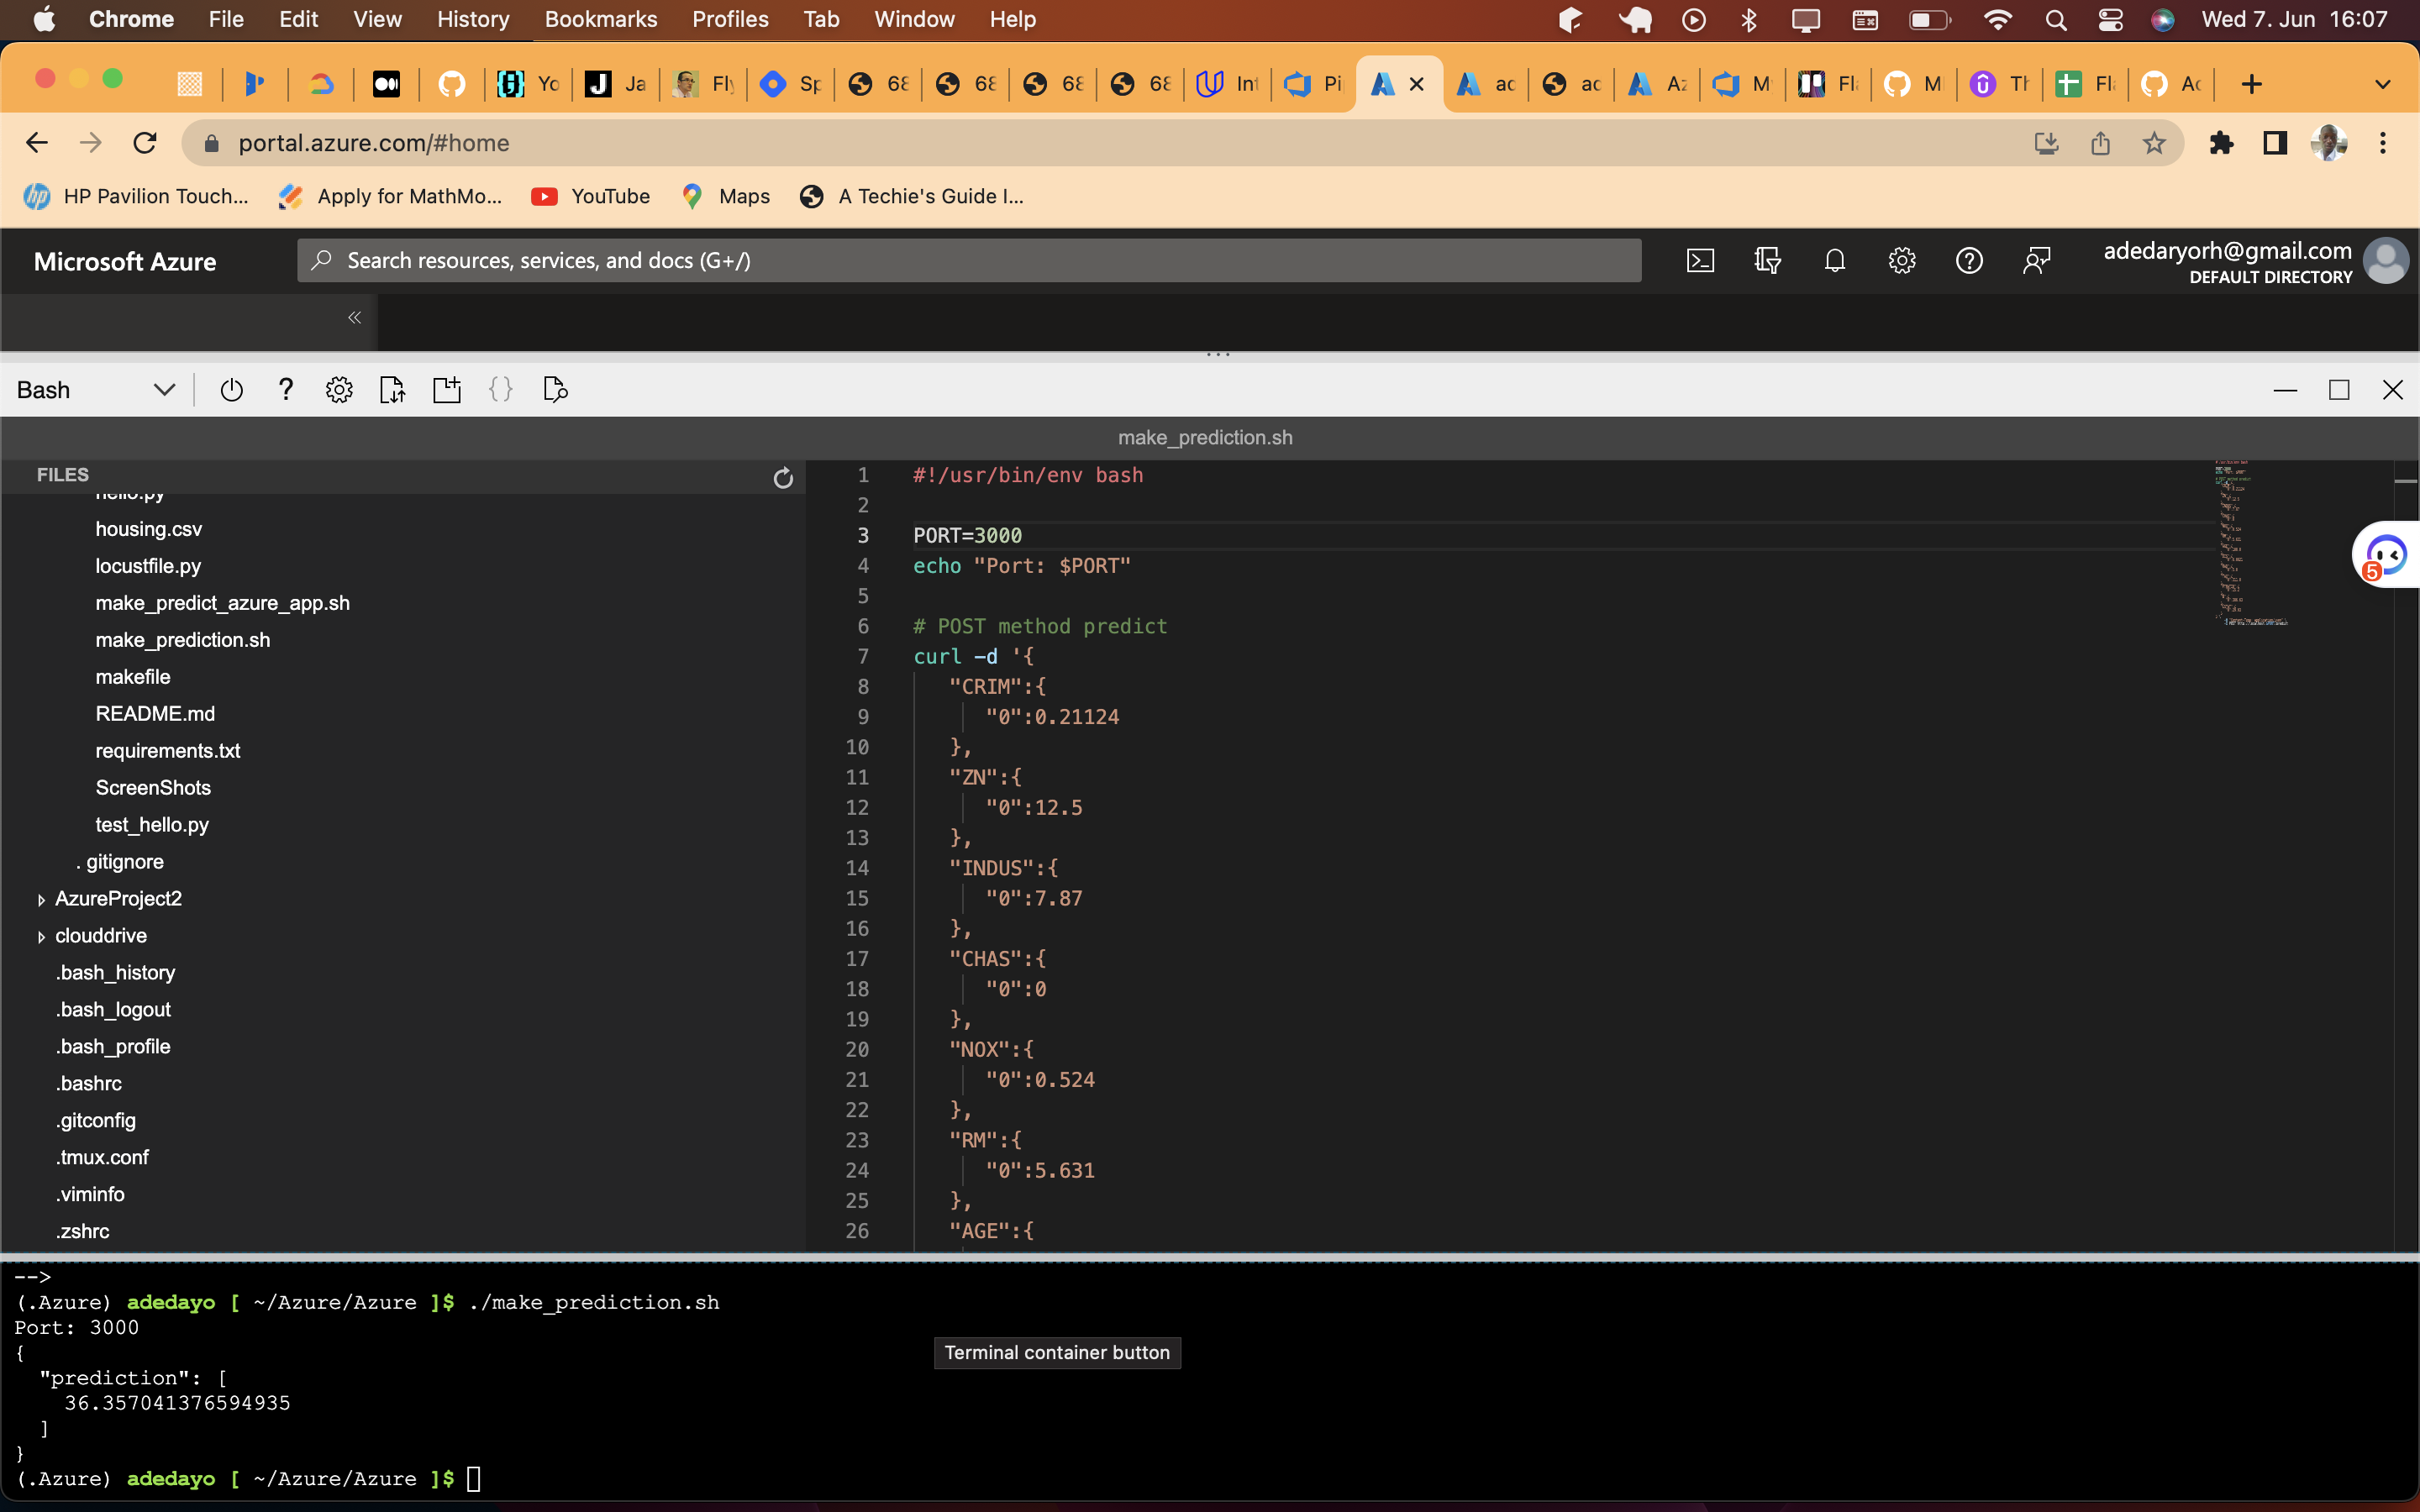 Chrome File Edit View History Bookmarks Profiles Tab Window Help Wed 7. Jun 16:07
Yo Ja Fly Sp 68 68 68 68 Int Pi ac ac Az M Fl M Th Fl Ac
portal.azure.com/#home
HP Pavilion Touch... Apply for MathMo... YouTube Maps A Techie's Guide I...
Microsoft Azure Search resources, services, and docs (G+/) adedaryorh@gmail.com
DEFAULT DIRECTORY
Bash
make_prediction.sh
FILES
hello.py
housing.csv
locustfile.py
make_predict_azure_app.sh
make_prediction.sh
makefile
README.md
requirements.txt
ScreenShots
test_hello.py
. gitignore
AzureProject2
clouddrive
.bash_history
.bash_logout
.bash_profile
.bashrc
.gitconfig
.tmux.conf
.viminfo
.zshrc
1 #!/usr/bin/env bash
2
3 PORT=3000
4 echo "Port: $PORT"
5
6 # POST method predict
7 curl -d '{
8 "CRIM":{
9 "0":0.21124
10 },
11 "ZN":{
12 "0":12.5
13 },
14 "INDUS":{
15 "0":7.87
16 },
17 "CHAS":{
18 "0":0
19 },
20 "NOX":{
21 "0":0.524
22 },
23 "RM":{
24 "0":5.631
25 },
26 "AGE":{
5
-->
(.Azure) adedayo [ ~/Azure/Azure ]$ ./make_prediction.sh
Port: 3000
{
"prediction": [
36.357041376594935
]
}
(.Azure) adedayo [ ~/Azure/Azure ]$
Terminal container button